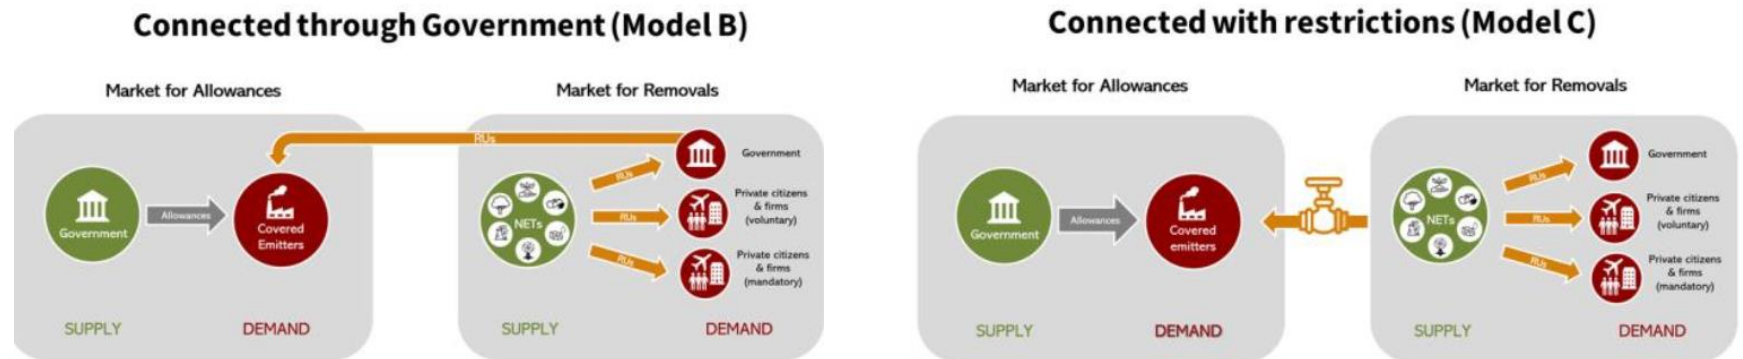 Connected through Government (Model B)
Market for Allowances
Market for Removals
RUs
Government
Allowances
Covered
Emitters
NETs
RUs
RUs
RUs
Government
Private citizens
& firms
(voluntary)
Private citizens
& firms
(mandatory)
SUPPLY
DEMAND
SUPPLY
DEMAND
Connected with restrictions (Model C)
Market for Allowances
Market for Removals
Government
Allowances
Covered
emitters
NETs
RUs
RUs
RUs
Government
Private citizens
& firms
(voluntary)
Private citizens
& firms
(mandatory)
SUPPLY
DEMAND
SUPPLY
DEMAND